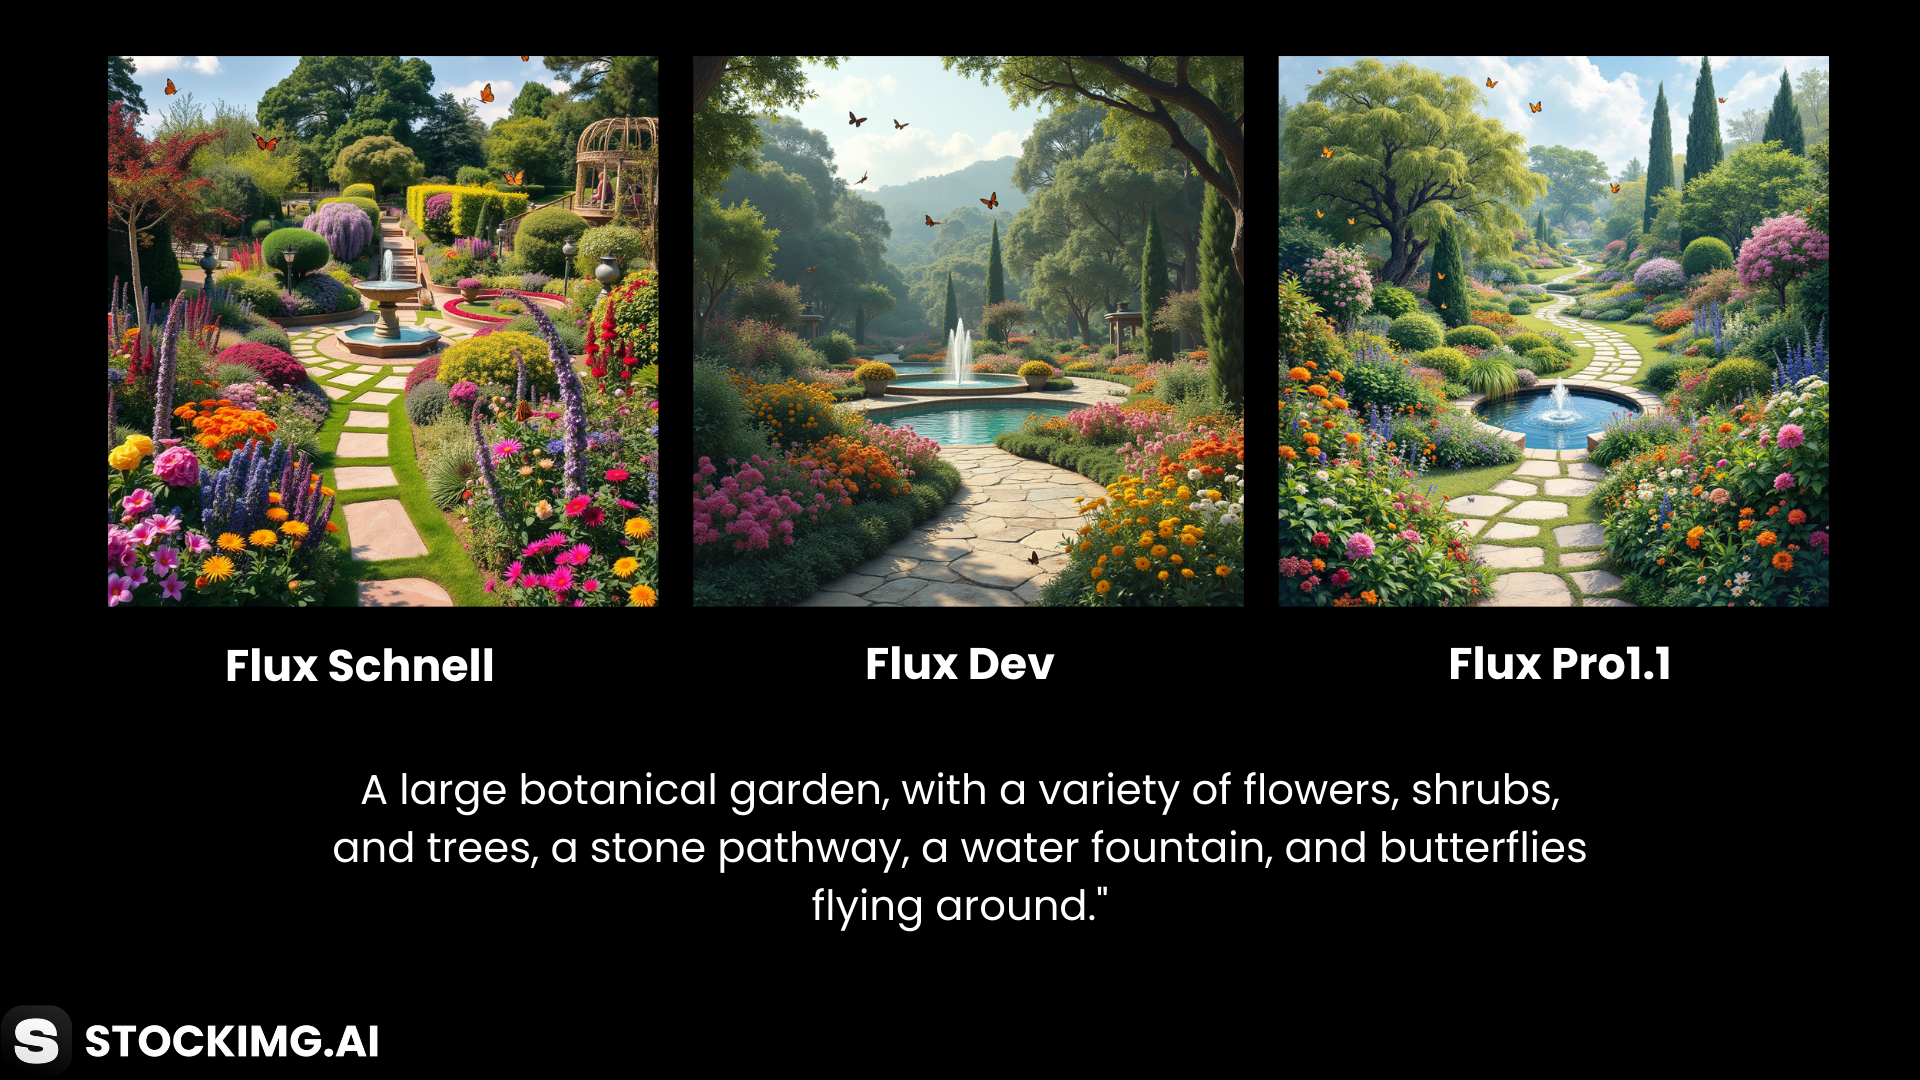 Flux Schnell
Flux Dev
Flux Pro1.1
A large botanical garden, with a variety of flowers, shrubs,
and trees, a stone pathway, a water fountain, and butterflies
flying around."
S STOCKIMG.AI